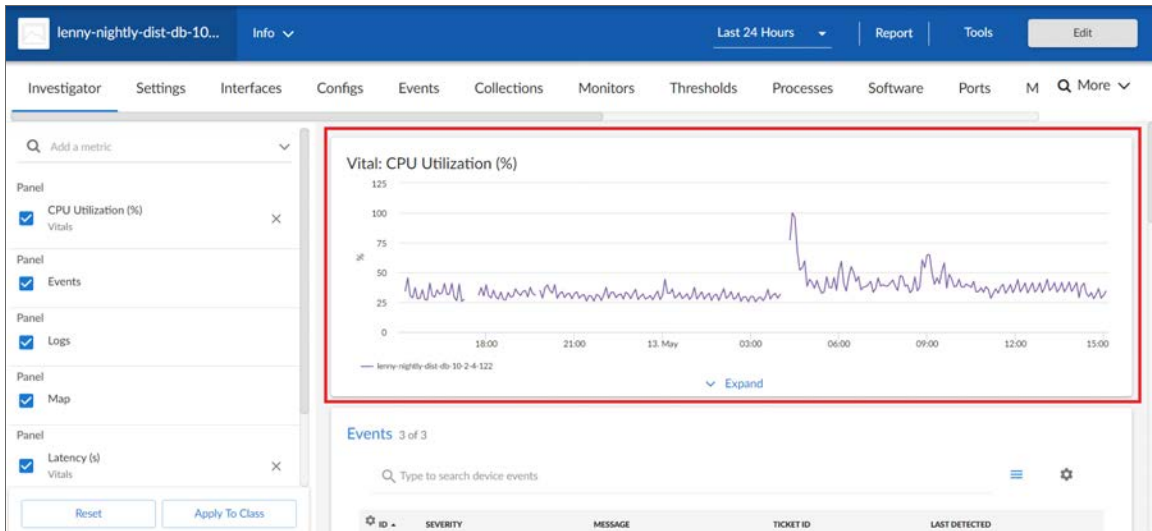 lenny-nightly-dist-db-10... Info Last 24 Hours Report Tools Edit
Investigator Settings Interfaces Configs Events Collections Monitors Thresholds Processes Software Ports M More
Add a metric
Panel
CPU Utilization (%)
Vitals
Panel
Events
Panel
Logs
Panel
Map
Panel
Latency (s)
Vitals
Reset Apply To Class
Vital: CPU Utilization (%)
125
100
75
50
25
0
%
18:00 21:00 13. May 03:00 06:00 09:00 12:00 15:00
lenny-nightly-dist-db-10-2-4-122
Expand
Events 3 of 3
Type to search device events
ID SEVERITY MESSAGE TICKET ID LAST DETECTED